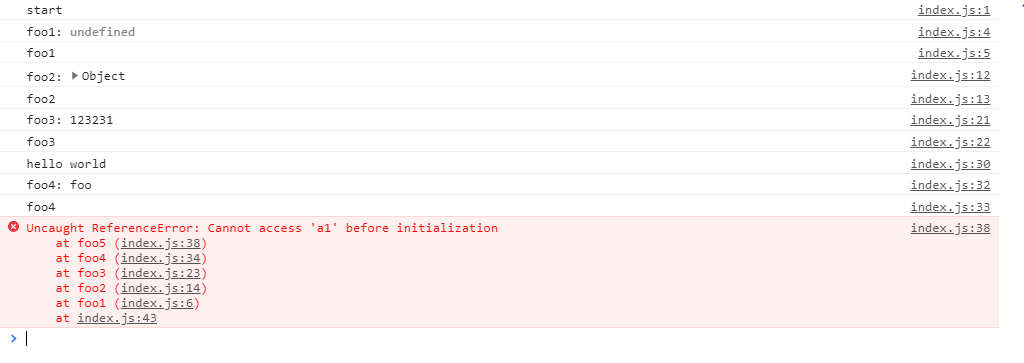 start index.js:1
foo1: undefined index.js:4
foo1 index.js:5
foo2: ▶Object index.js:12
foo2 index.js:13
foo3: 123231 index.js:21
foo3 index.js:22
hello world index.js:30
foo4: foo index.js:32
foo4 index.js:33
Uncaught ReferenceError: Cannot access 'a1' before initialization index.js:38
at foo5 (index.js:38)
at foo4 (index.js:34)
at foo3 (index.js:23)
at foo2 (index.js:14)
at foo1 (index.js:6)
at index.js:43